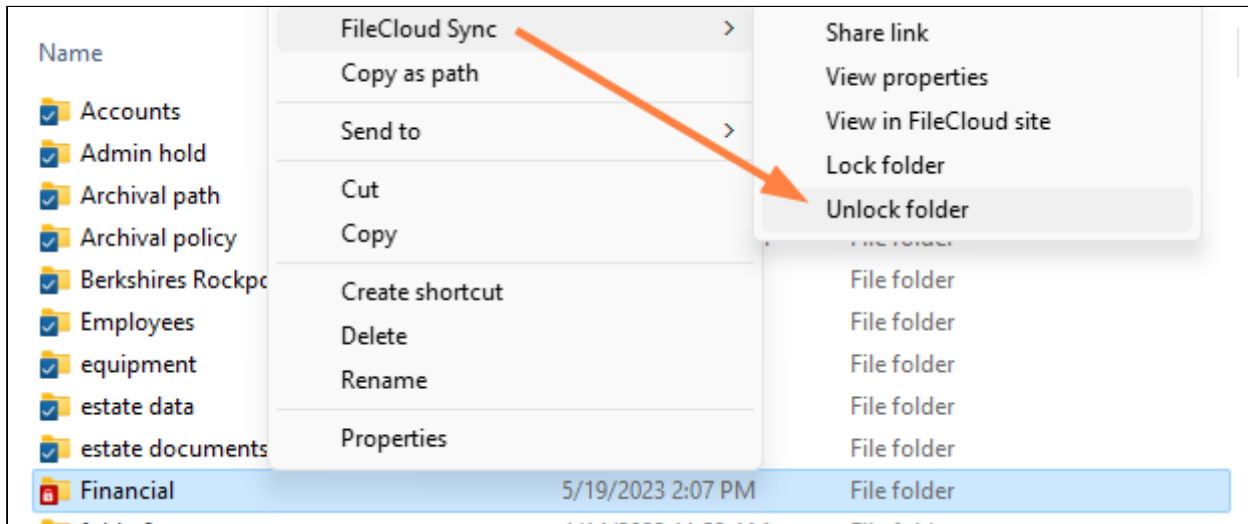 Name
Accounts
Admin hold
Archival path
Archival policy
Berkshires
Employees
equipment
estate data
estate documents
Financial 5/19/2023 2:07 PM File folder
FileCloud Sync >
Copy as path
Send to >
Cut
Copy
Create shortcut
Delete
Rename
Properties
Share link
View properties
View in FileCloud site
Lock folder
Unlock folder
File folder
File folder
File folder
File folder
File folder